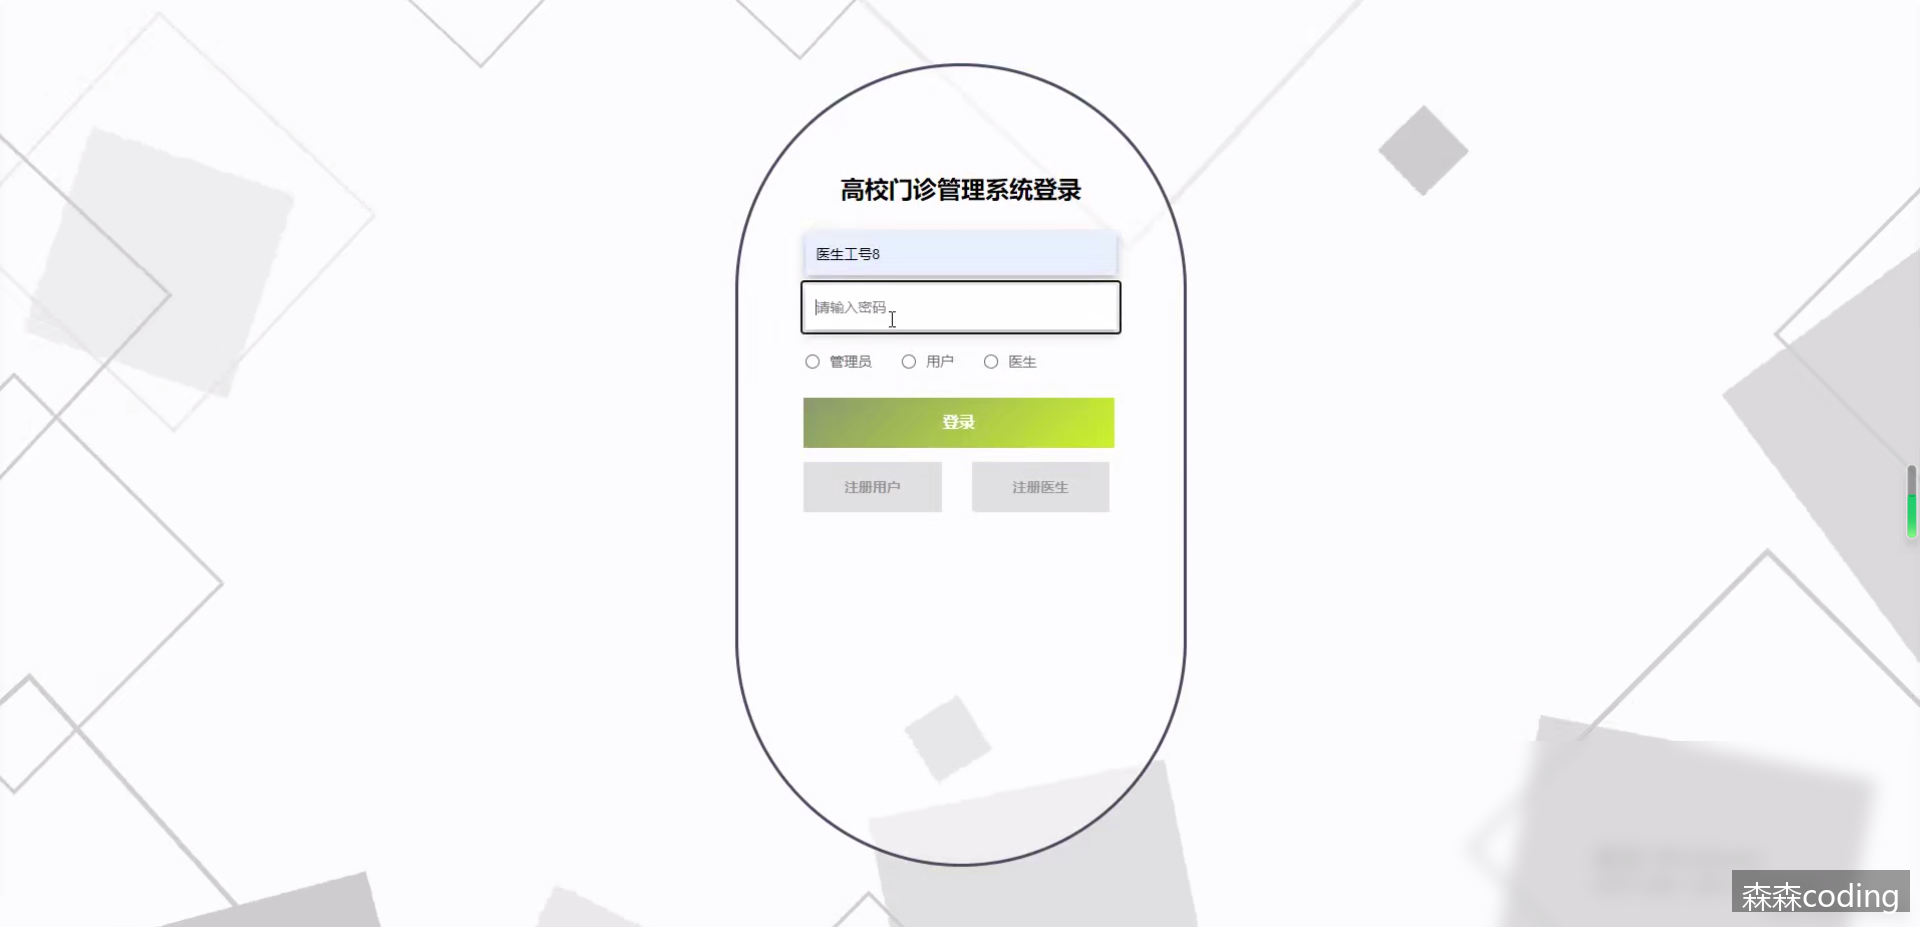 高校门诊管理系统登录
医生工号8
请输入密码
管理员 用户 医生
登录
注册用户 注册医生
森森coding